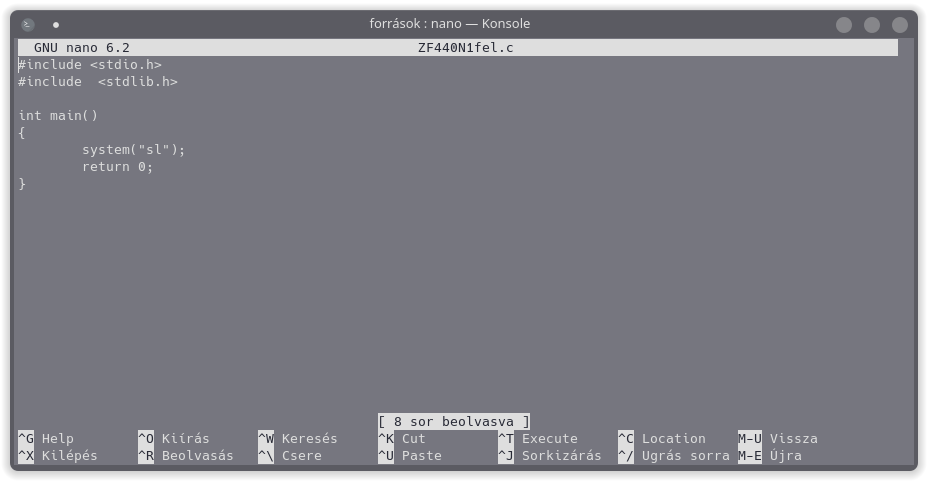 források : nano — Konsole
GNU nano 6.2 ZF440N1fel.c
#include <stdio.h>
#include  <stdlib.h>
int main()
{
        system("sl");
        return 0;
}
[ 8 sor beolvasva ]
^G Help ^O Kiírás ^W Keresés ^K Cut ^T Execute ^C Location M-U Vissza
^X Kilépés ^R Beolvasás ^\ Csere ^U Paste ^J Sorkizárás ^/ Ugrás sorra M-E Újra